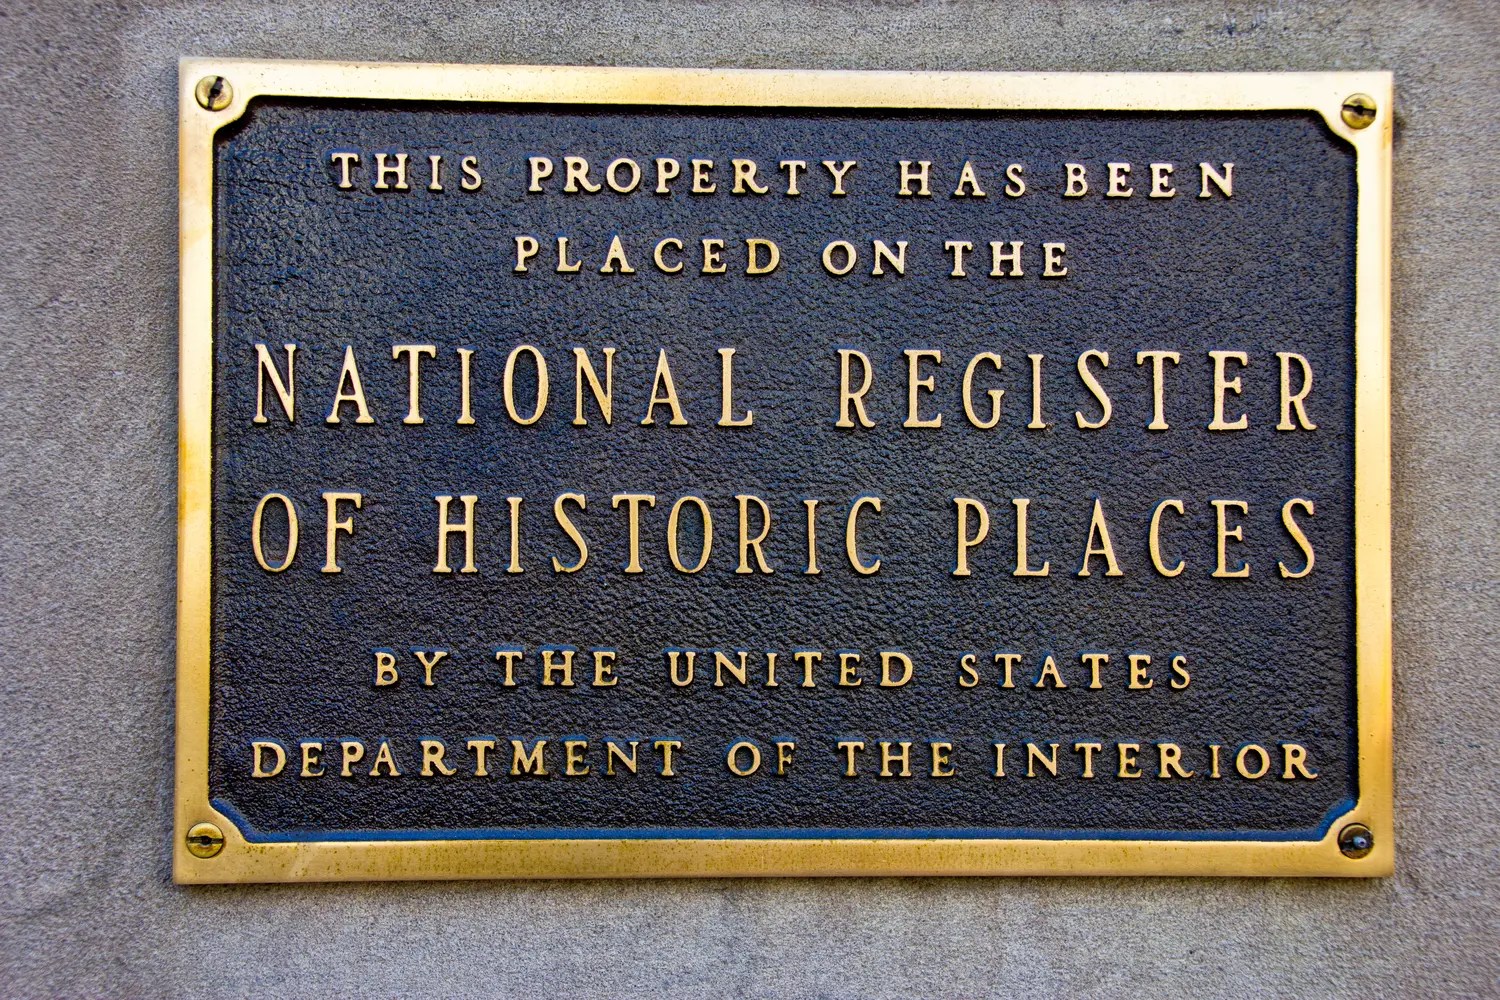 THIS PROPERTY HAS BEEN
PLACED ON THE
NATIONAL REGISTER
OF HISTORIC PLACES
BY THE UNITED STATES
DEPARTMENT OF THE INTERIOR